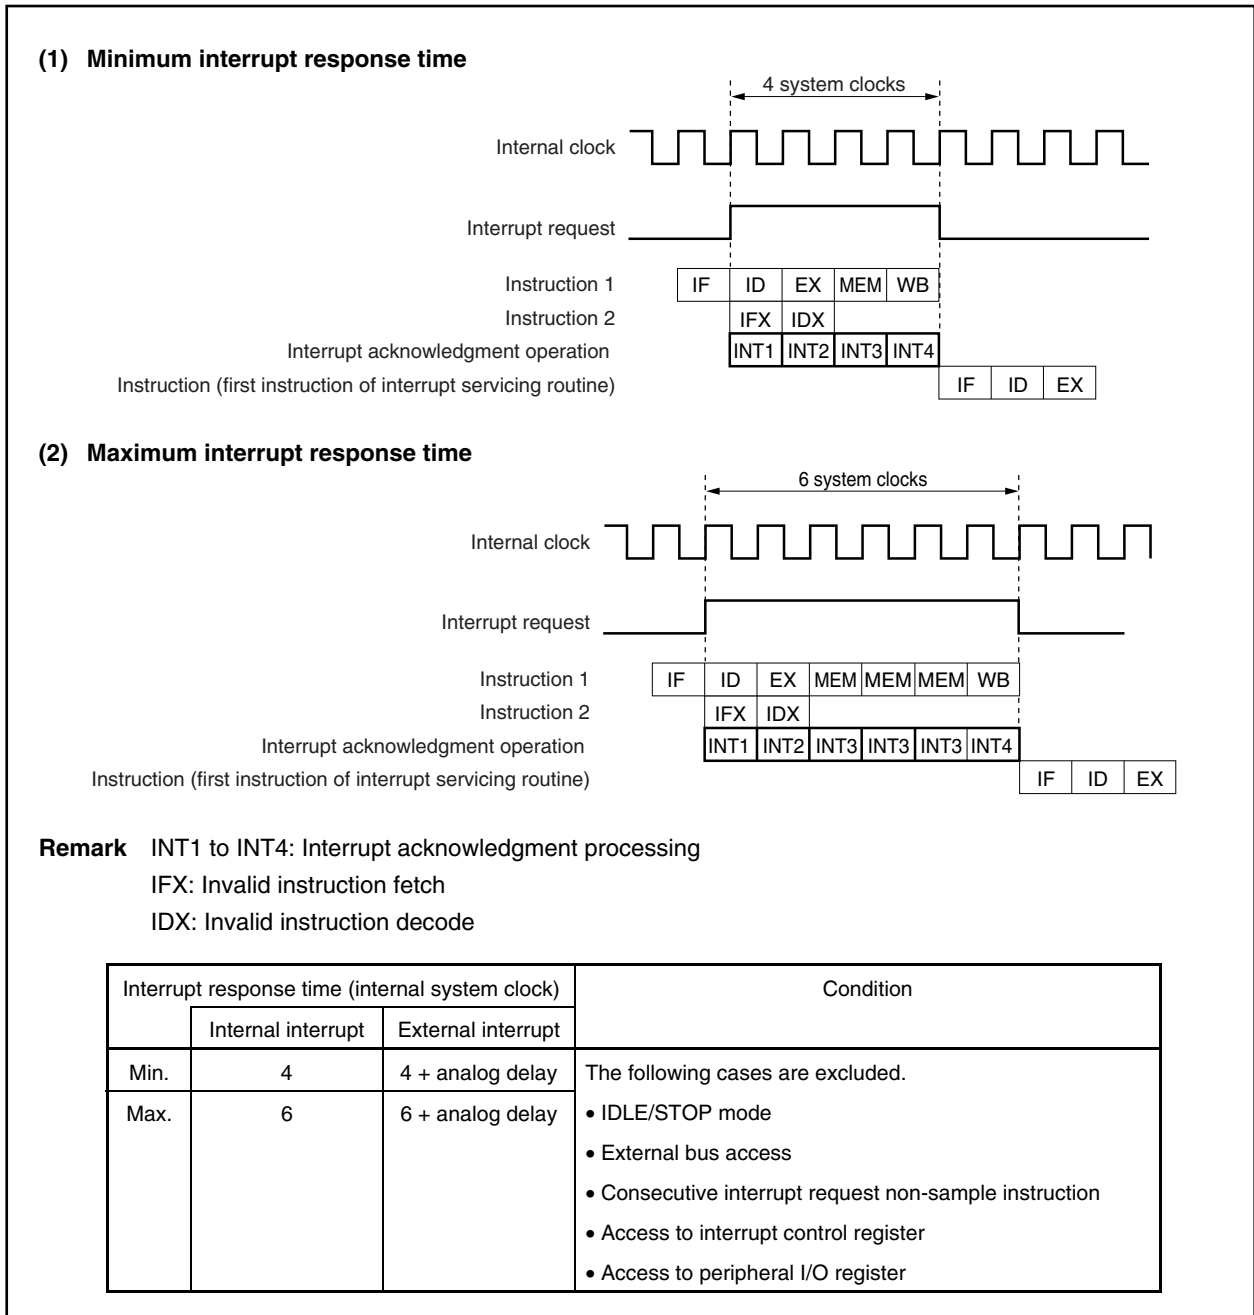 (1) Minimum interrupt response time
4 system clocks
Internal clock
Interrupt request
Instruction 1 IF ID EX MEM WB
Instruction 2 IFX IDX
Interrupt acknowledgment operation INT1 INT2 INT3 INT4
Instruction (first instruction of interrupt servicing routine) IF ID EX
(2) Maximum interrupt response time
6 system clocks
Internal clock
Interrupt request
Instruction 1 IF ID EX MEM MEM MEM WB
Instruction 2 IFX IDX
Interrupt acknowledgment operation INT1 INT2 INT3 INT3 INT3 INT4
Instruction (first instruction of interrupt servicing routine) IF ID EX
Remark INT1 to INT4: Interrupt acknowledgment processing
IFX: Invalid instruction fetch
IDX: Invalid instruction decode
Interrupt response time (internal system clock) Condition
Internal interrupt External interrupt
Min. 4 4 + analog delay The following cases are excluded.
Max. 6 6 + analog delay • IDLE/STOP mode
• External bus access
• Consecutive interrupt request non-sample instruction
• Access to interrupt control register
• Access to peripheral I/O register